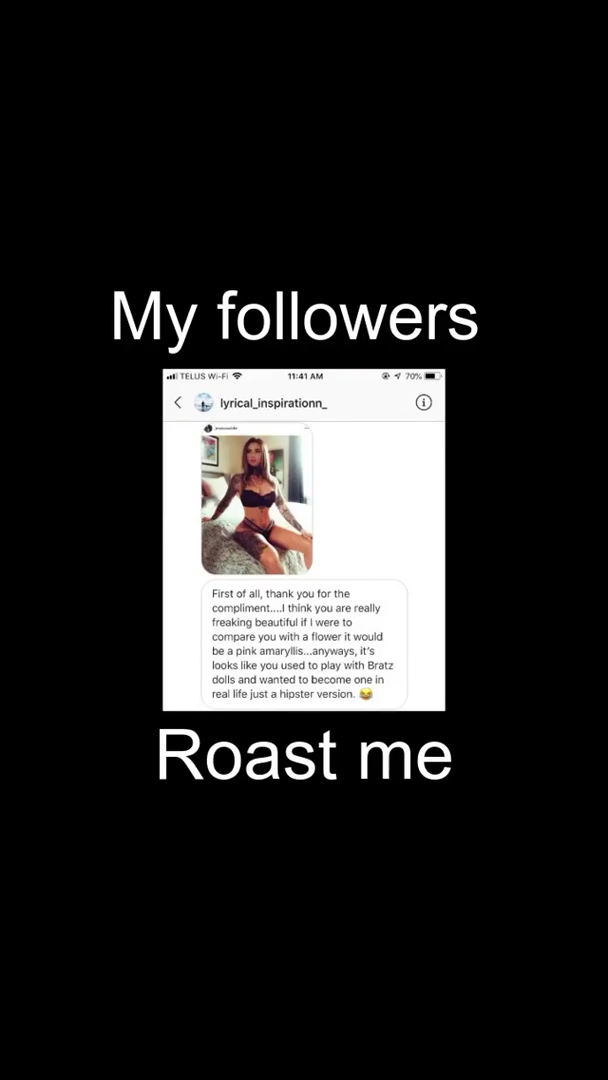 My followers
TELUS Wi-Fi
11:41 AM
70%
lyrical_inspirationn_
First of all, thank you for the
compliment....I think you are really
freaking beautiful if I were to
compare you with a flower it would
be a pink amaryllis...anyways, it's
looks like you used to play with Bratz
dolls and wanted to become one in
real life just a hipster version. 😂
Roast me